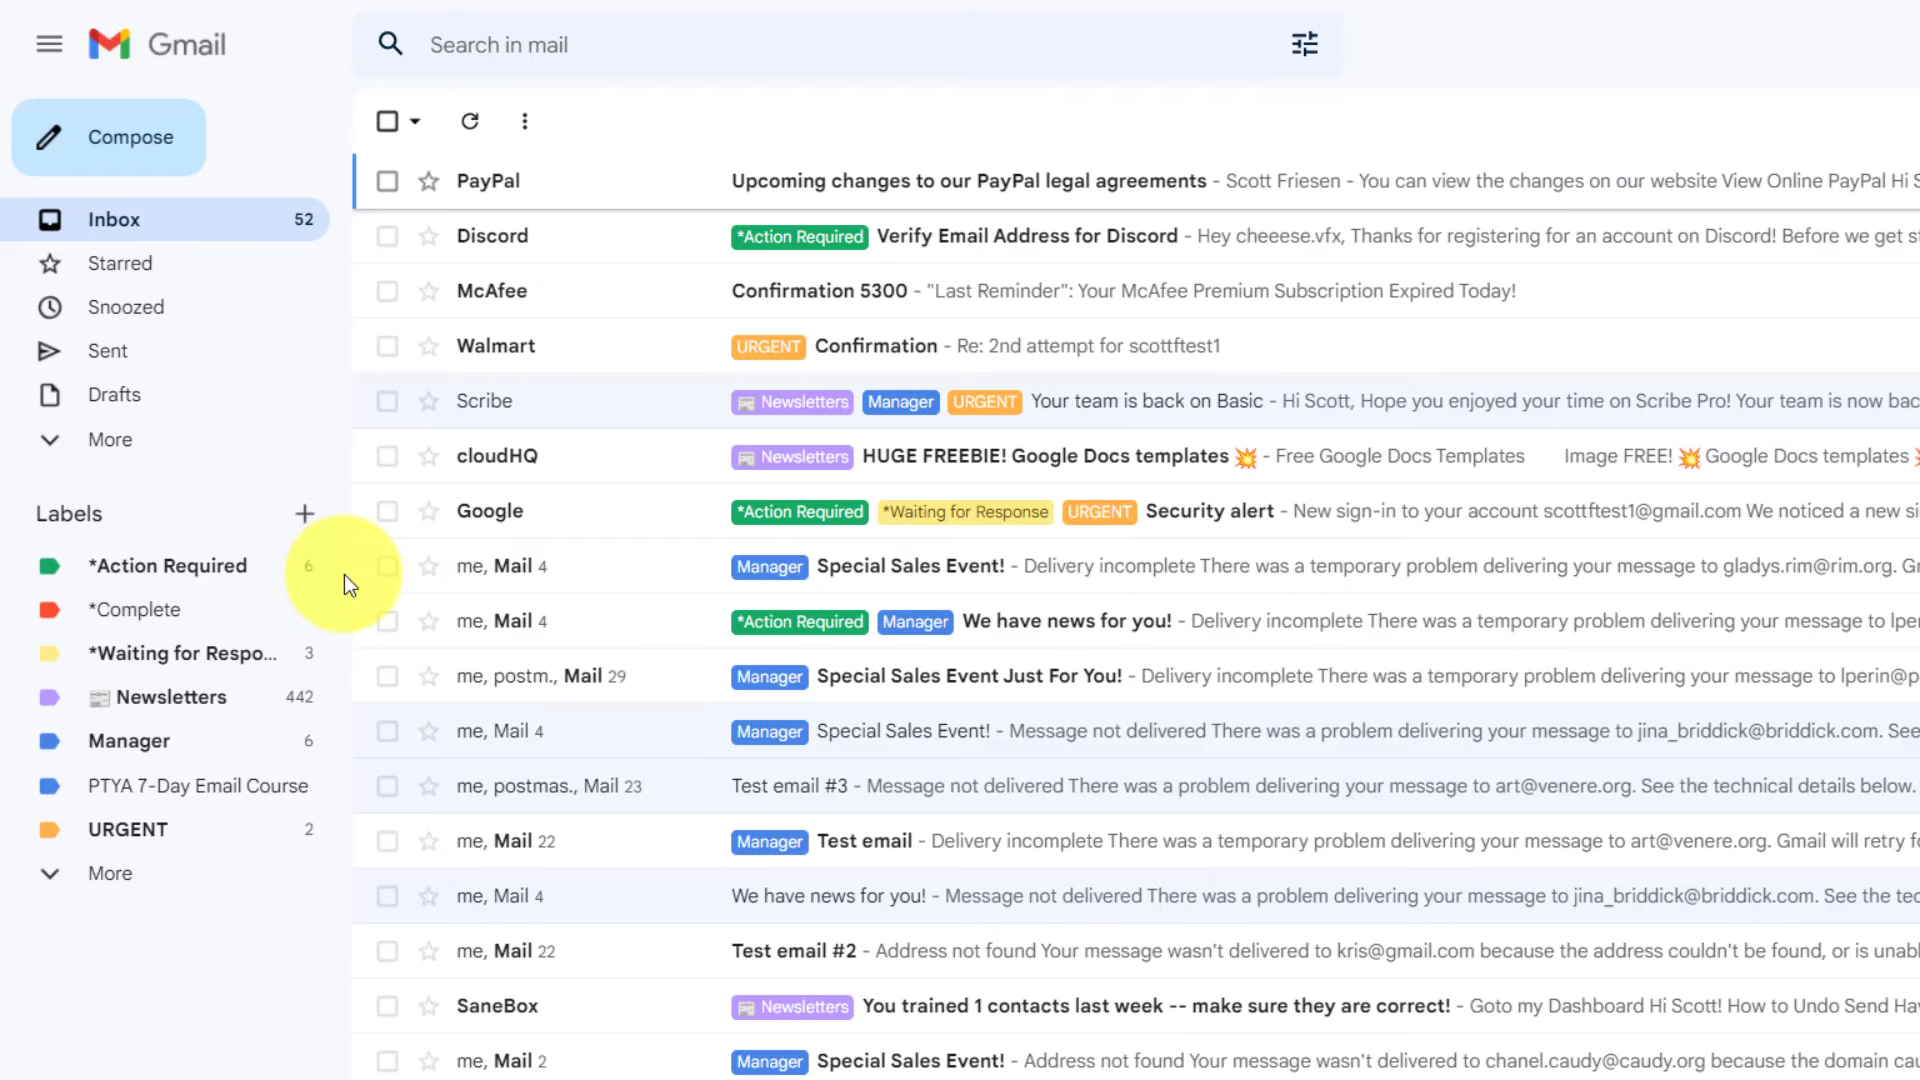 Gmail
Search in mail
Compose
Inbox 52
Starred
Snoozed
Sent
Drafts
More
Labels
*Action Required 6
*Complete
*Waiting for Respo... 3
Newsletters 442
Manager 6
PTYA 7-Day Email Course
URGENT 2
More
PayPal Upcoming changes to our PayPal legal agreements - Scott Friesen - You can view the changes on our website View Online PayPal Hi S
Discord *Action Required Verify Email Address for Discord - Hey cheeese.vfx, Thanks for registering for an account on Discord! Before we get s
McAfee Confirmation 5300 - "Last Reminder": Your McAfee Premium Subscription Expired Today!
Walmart URGENT Confirmation - Re: 2nd attempt for scottftest1
Scribe Newsletters Manager URGENT Your team is back on Basic - Hi Scott, Hope you enjoyed your time on Scribe Pro! Your team is now bac
cloudHQ Newsletters HUGE FREEBIE! Google Docs templates 💥 - Free Google Docs Templates Image FREE! 💥 Google Docs templates
Google *Action Required *Waiting for Response URGENT Security alert - New sign-in to your account scottftest1@gmail.com We noticed a new si
me, Mail 4 Manager Special Sales Event! - Delivery incomplete There was a temporary problem delivering your message to gladys.rim@rim.org. G
me, Mail 4 *Action Required Manager We have news for you! - Delivery incomplete There was a temporary problem delivering your message to lper
me, postm., Mail 29 Manager Special Sales Event Just For You! - Delivery incomplete There was a temporary problem delivering your message to lperin@p
me, Mail 4 Manager Special Sales Event! - Message not delivered There was a problem delivering your message to jina_briddick@briddick.com. See
me, postmas., Mail 23 Test email #3 - Message not delivered There was a problem delivering your message to art@venere.org. See the technical details below.
me, Mail 22 Manager Test email - Delivery incomplete There was a temporary problem delivering your message to art@venere.org. Gmail will retry f
me, Mail 4 We have news for you! - Message not delivered There was a problem delivering your message to jina_briddick@briddick.com. See the tec
me, Mail 22 Test email #2 - Address not found Your message wasn't delivered to kris@gmail.com because the address couldn't be found, or is unab
SaneBox Newsletters You trained 1 contacts last week -- make sure they are correct! - Goto my Dashboard Hi Scott! How to Undo Send Ha
me, Mail 2 Manager Special Sales Event! - Address not found Your message wasn't delivered to chanel.caudy@caudy.org because the domain cau